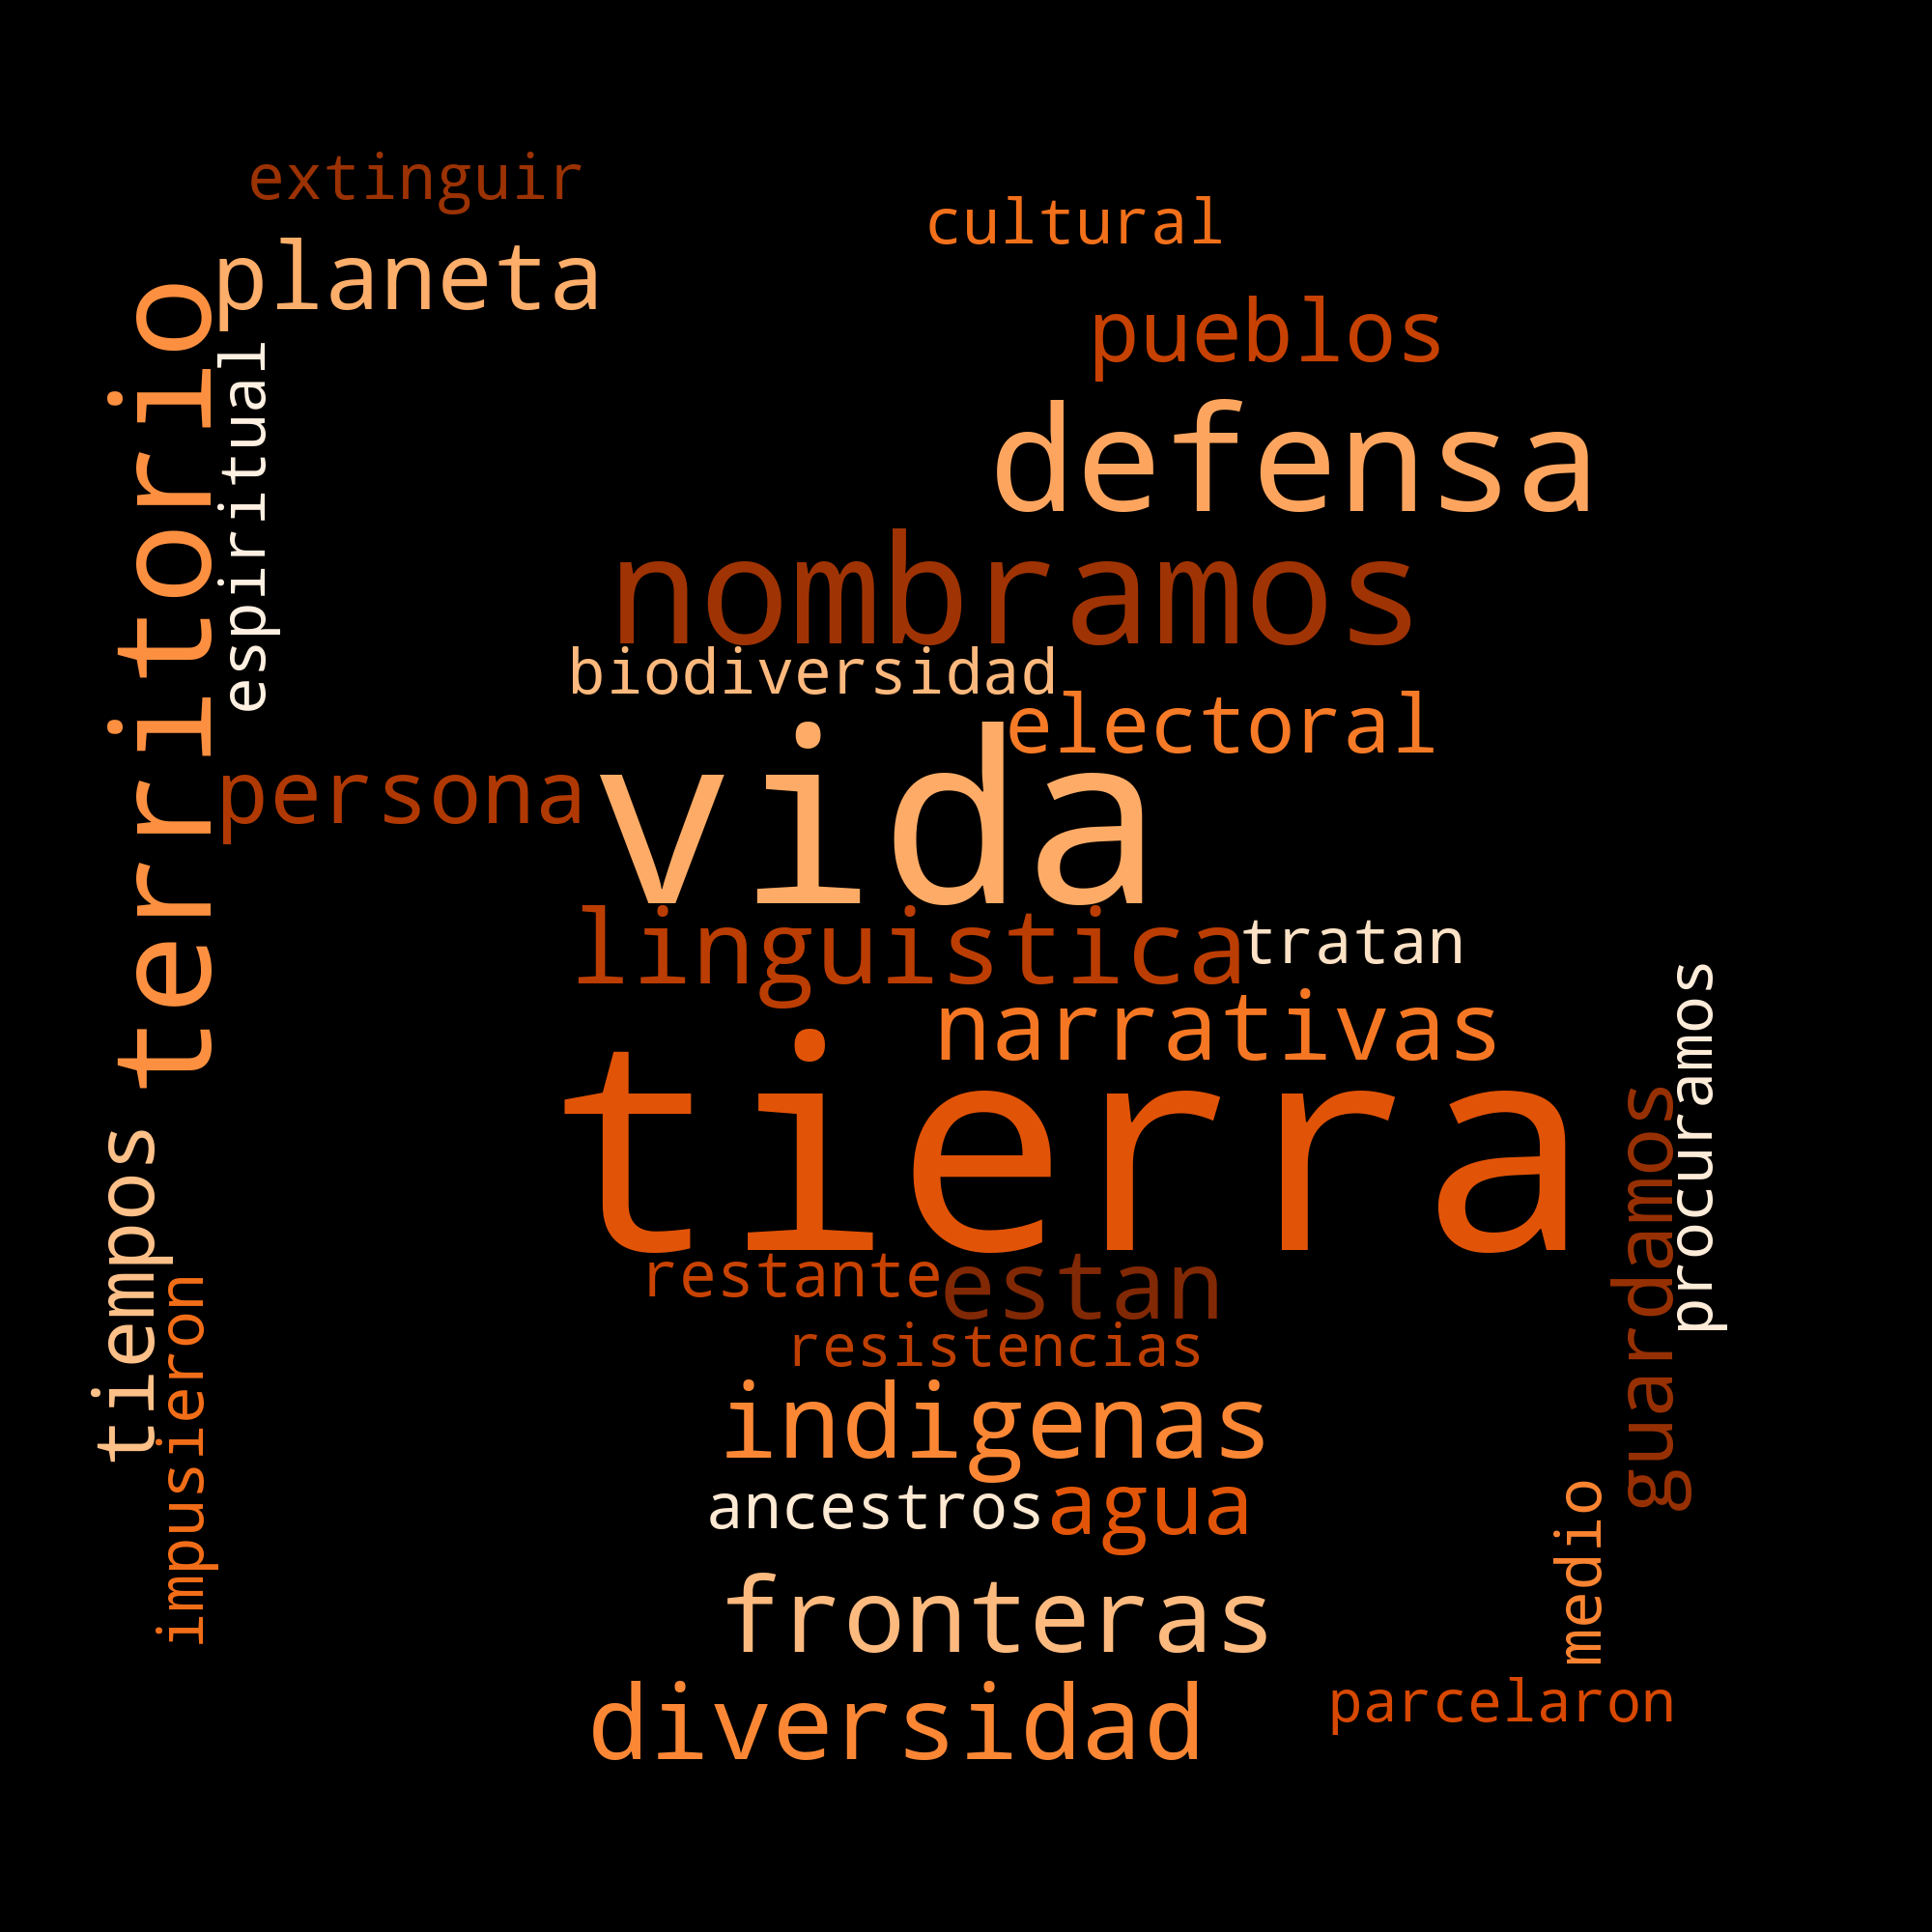 extinguir
cultural
planeta
pueblos
territorio
espiritual
defensa
nombramos
biodiversidad
electoral
persona
vida
linguistica
tratan
narrativas
tierra
procuramos
guardamos
tiempos
restante
estan
impusieron
resistencias
indigenas
ancestros
agua
medio
fronteras
diversidad
parcelaron